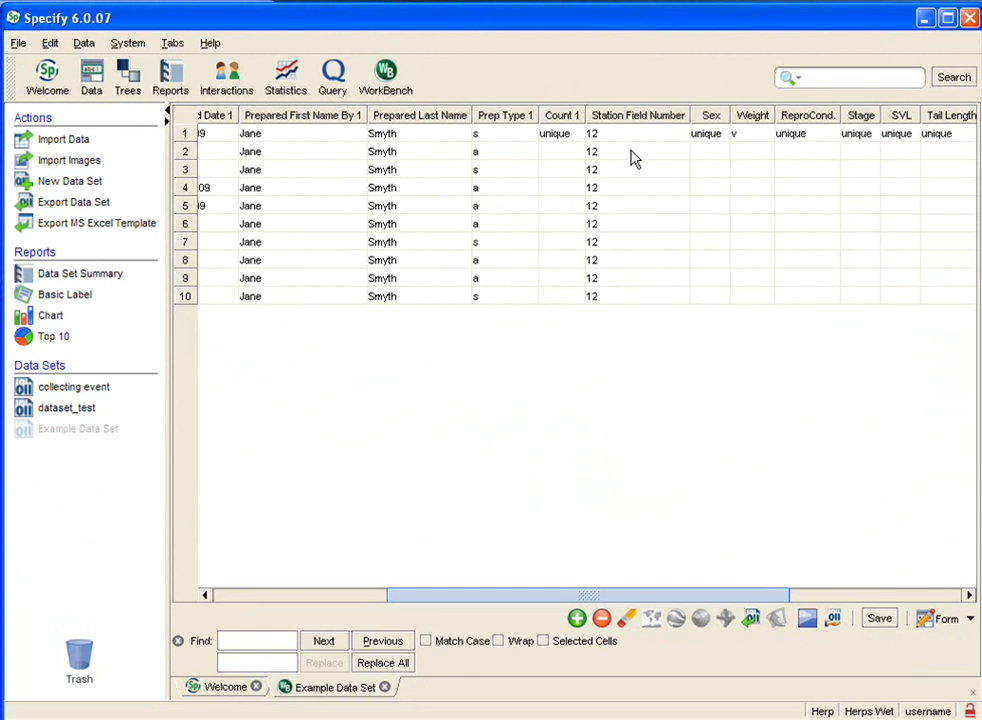 Specify 6.0.07
File Edit Data System Tabs Help
Welcome Data Trees Reports Interactions Statistics Query WorkBench Search
Actions
Import Data
Import Images
New Data Set
Export Data Set
Export MS Excel Template
Reports
Data Set Summary
Basic Label
Chart
Top 10
Data Sets
collecting event
dataset_test
Example Data Set
Trash
d Date 1 Prepared First Name By 1 Prepared Last Name Prep Type 1 Count 1 Station Field Number Sex Weight ReproCond. Stage SVL Tail Length
1 09 Jane Smyth s unique 12 unique v unique unique unique unique
2 Jane Smyth a 12
3 Jane Smyth s 12
4 09 Jane Smyth a 12
5 09 Jane Smyth a 12
6 Jane Smyth a 12
7 Jane Smyth s 12
8 Jane Smyth a 12
9 Jane Smyth a 12
10 Jane Smyth s 12
Save Form
Find: Next Previous Match Case Wrap Selected Cells
Replace Replace All
Welcome Example Data Set
Herp Herps Wet username